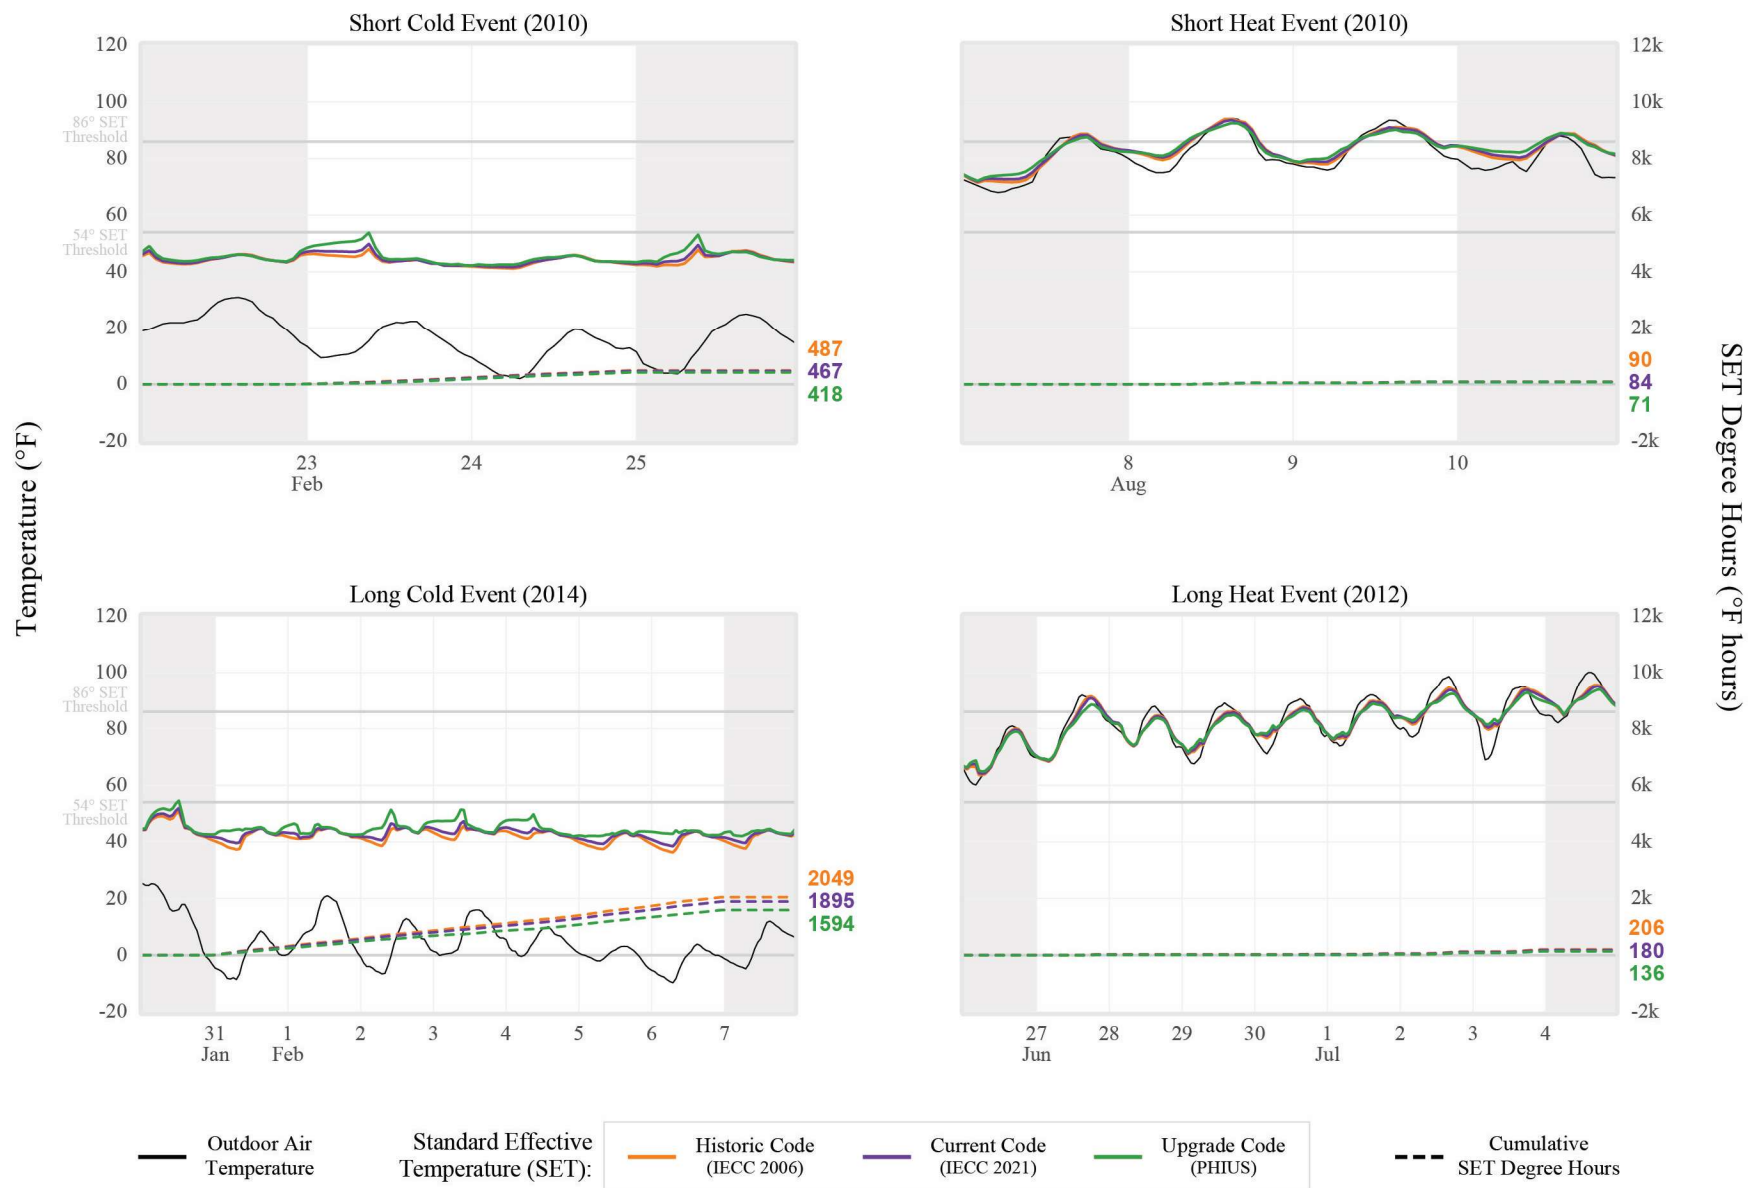 Short Cold Event (2010)
120
100
86° SET
Threshold
80
60
54° SET
Threshold
40
20
0
-20
23
Feb
24
25
487
467
418
Short Heat Event (2010)
12k
10k
8k
6k
4k
2k
0
-2k
8
Aug
9
10
90
84
71
Temperature (°F)
SET Degree Hours (°F hours)
Long Cold Event (2014)
120
100
86° SET
Threshold
80
60
54° SET
Threshold
40
20
0
-20
31
Jan
1
Feb
2
3
4
5
6
7
2049
1895
1594
Long Heat Event (2012)
12k
10k
8k
6k
4k
2k
-2k
27
Jun
28
29
30
1
Jul
2
3
4
206
180
136
Outdoor Air
Temperature
Standard Effective
Temperature (SET):
Historic Code
(IECC 2006)
Current Code
(IECC 2021)
Upgrade Code
(PHIUS)
Cumulative
SET Degree Hours